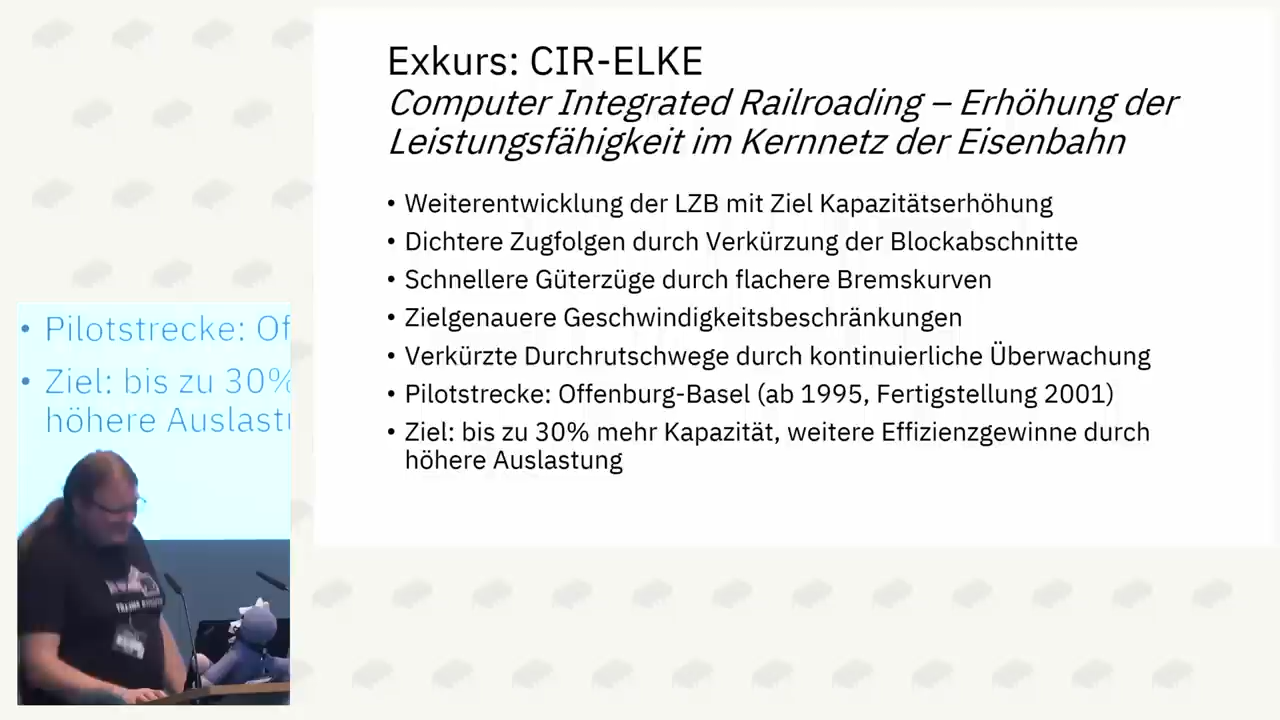 Exkurs: CIR-ELKE
Computer Integrated Railroading – Erhöhung der
Leistungsfähigkeit im Kernnetz der Eisenbahn
• Weiterentwicklung der LZB mit Ziel Kapazitätserhöhung
• Dichtere Zugfolgen durch Verkürzung der Blockabschnitte
• Schnellere Güterzüge durch flachere Bremskurven
• Zielgenauere Geschwindigkeitsbeschränkungen
• Verkürzte Durchrutschwege durch kontinuierliche Überwachung
• Pilotstrecke: Offenburg-Basel (ab 1995, Fertigstellung 2001)
• Ziel: bis zu 30% mehr Kapazität, weitere Effizienzgewinne durch
höhere Auslastung
• Pilotstrecke: Of
• Ziel: bis zu 30%
höhere Auslastu